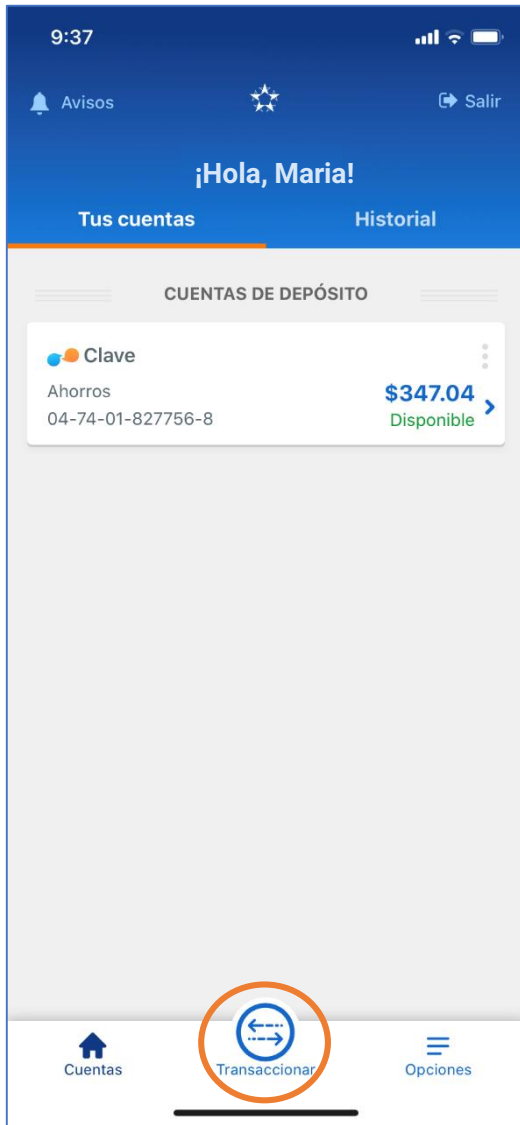 9:37
Avisos
Salir
¡Hola, Maria!
Tus cuentas
Historial
CUENTAS DE DEPÓSITO
Clave
Ahorros
$347.04
04-74-01-827756-8
Disponible
Cuentas
Transaccionar
Opciones